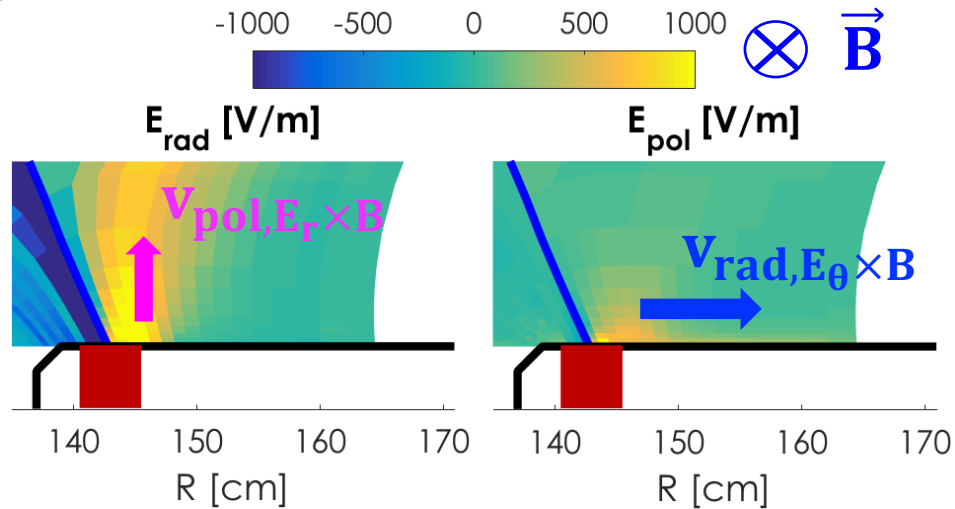 -1000 -500 0 500 1000
B
E_rad [V/m] E_pol [V/m]
v_pol,E_r×B
v_rad,E_θ×B
140 150 160 170 140 150 160 170
R [cm] R [cm]